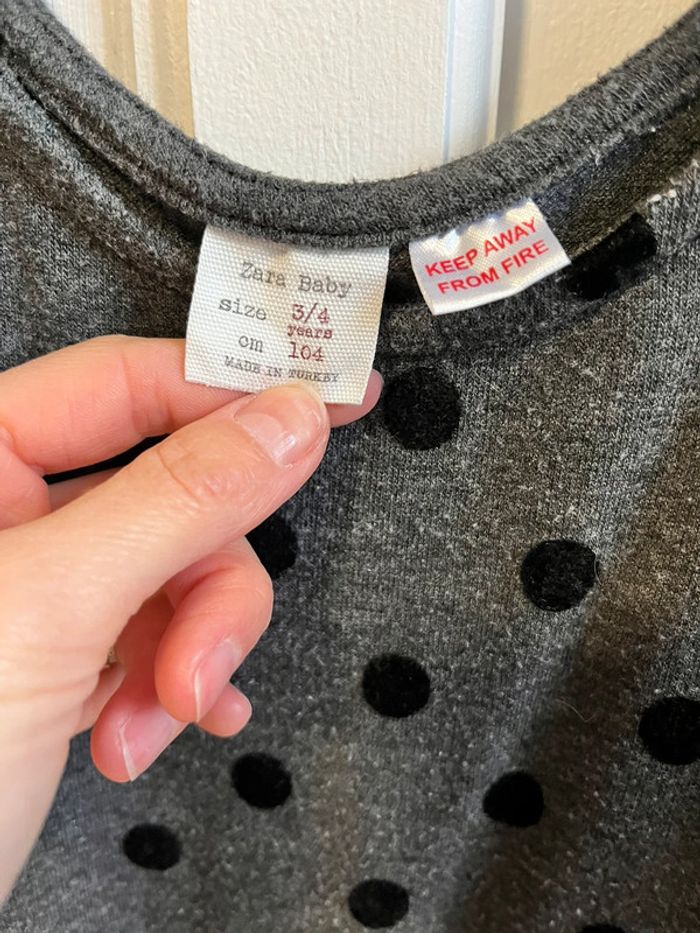 Zara Baby
size 3/4
years
cm 104
MADE IN TURKEY
KEEP AWAY
FROM FIRE